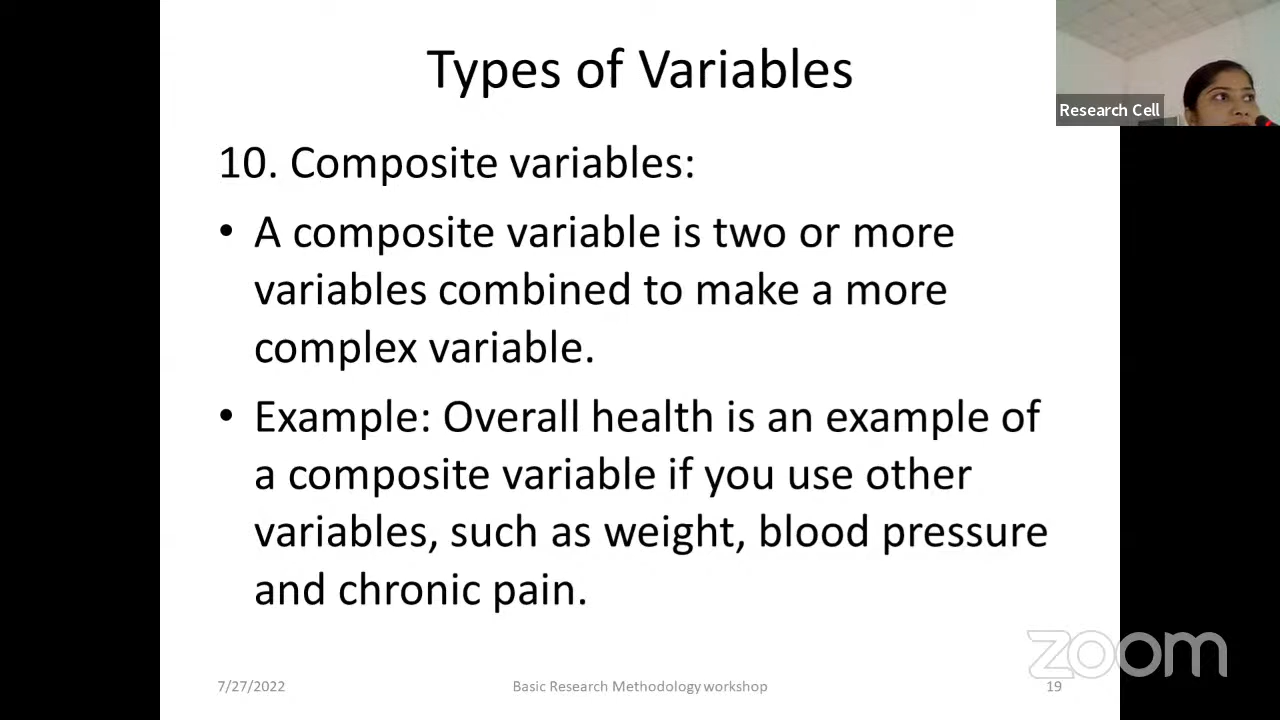 Types of Variables
Research Cell
10. Composite variables:
• A composite variable is two or more
variables combined to make a more
complex variable.
• Example: Overall health is an example of
a composite variable if you use other
variables, such as weight, blood pressure
and chronic pain.
zoom
7/27/2022
Basic Research Methodology workshop
19